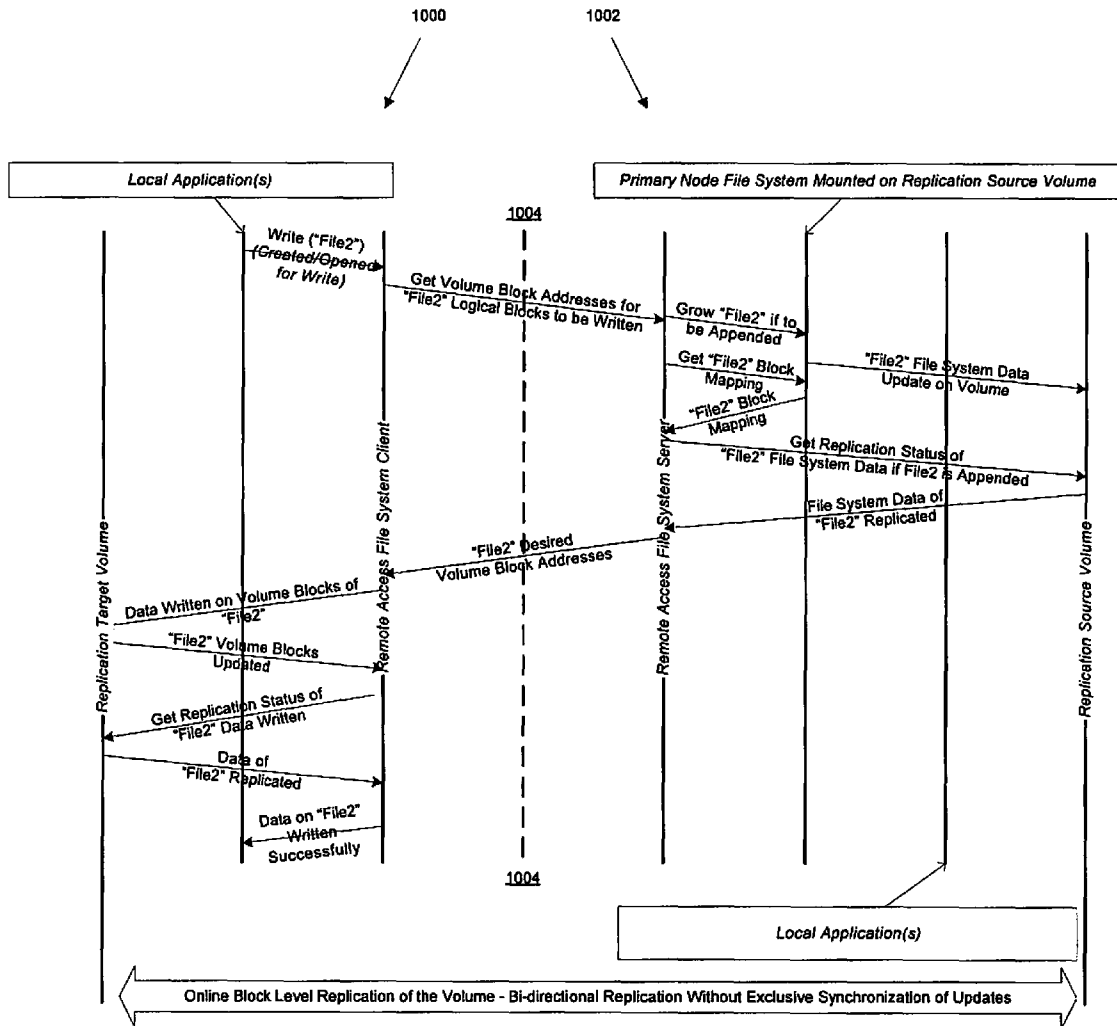 1000
1002
Local Application(s)
Primary Node File System Mounted on Replication Source Volume
1004
Write ("File2")
(Created/Opened
for Write)
Get Volume Block Addresses for
"File2" Logical Blocks to be Written
Grow "File2" if to
be Appended
Get "File2" Block
Mapping
"File2" File System Data
Update on Volume
"File2" Block
Mapping
Get Replication Status of
"File2" File System Data if File2 is Appended
File System Data of
"File2" Replicated
"File2" Desired
Volume Block Addresses
Data Written on Volume Blocks of
"File2"
"File2" Volume Blocks
Updated
Get Replication Status of
"File2" Data Written
Data of
"File2" Replicated
Data on "File2"
Written
Successfully
Replication Target Volume
Remote Access File System Client
Remote Access File System Server
Replication Source Volume
1004
Local Application(s)
Online Block Level Replication of the Volume - Bi-directional Replication Without Exclusive Synchronization of Updates